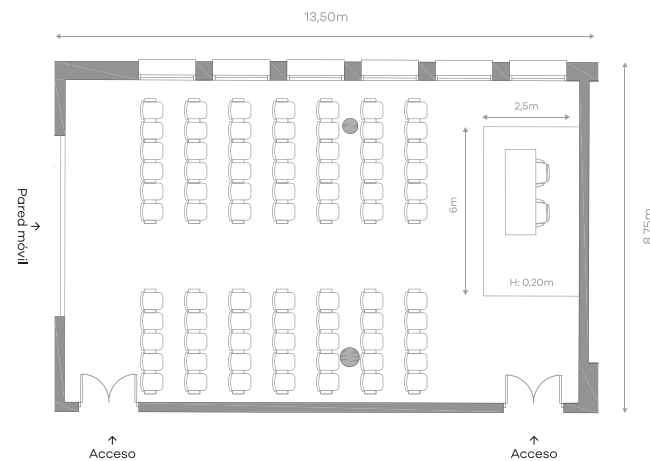 13,50m
2,5m
6m
8,75m
Pared móvil
H: 0,20m
Acceso
Acceso